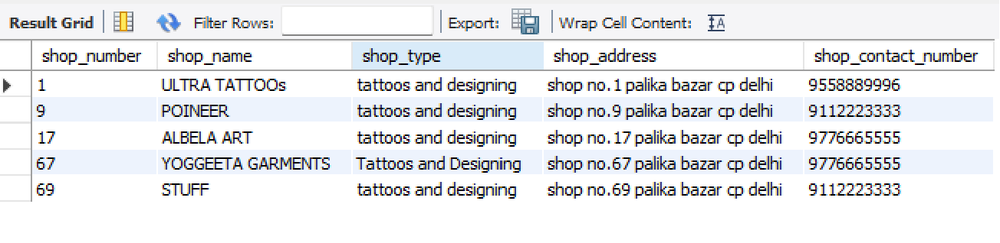 Result Grid Filter Rows: Export: Wrap Cell Content: IA
shop_number shop_name shop_type shop_address shop_contact_number
1 ULTRA TATTOOs tattoos and designing shop no.1 palika bazar cp delhi 9558889996
9 POINEER tattoos and designing shop no.9 palika bazar cp delhi 9112223333
17 ALBELA ART tattoos and designing shop no.17 palika bazar cp delhi 9776665555
67 YOGGEETA GARMENTS Tattoos and Designing shop no.67 palika bazar cp delhi 9776665555
69 STUFF tattoos and designing shop no.69 palika bazar cp delhi 9112223333